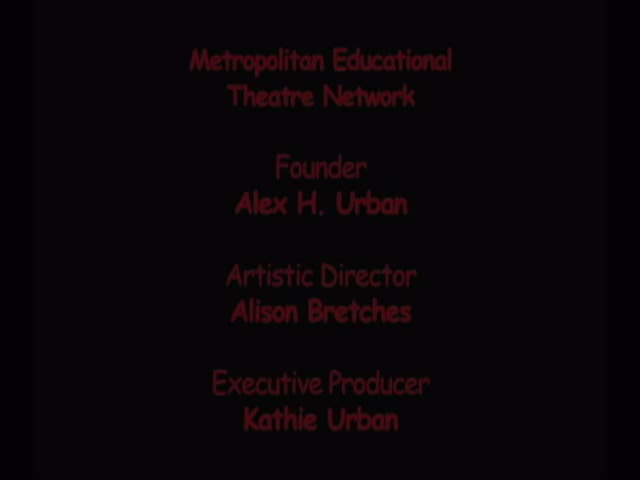 Metropolitan Educational
Theatre Network
Founder
Alex H. Urban
Artistic Director
Alison Bretches
Executive Producer
Kathie Urban